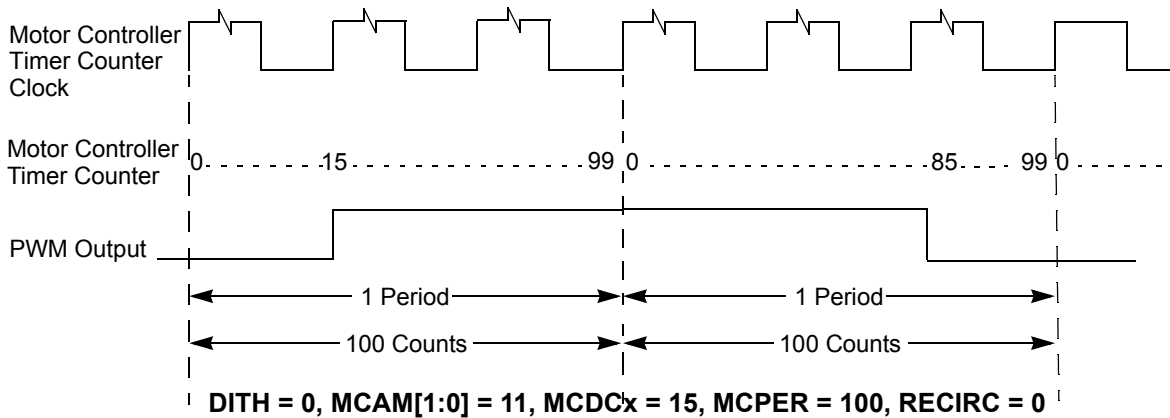 Motor Controller
Timer Counter
Clock
Motor Controller
Timer Counter
0 15 99 0 85 99 0
PWM Output
1 Period 1 Period
100 Counts 100 Counts
DITH = 0, MCAM[1:0] = 11, MCDCx = 15, MCPER = 100, RECIRC = 0